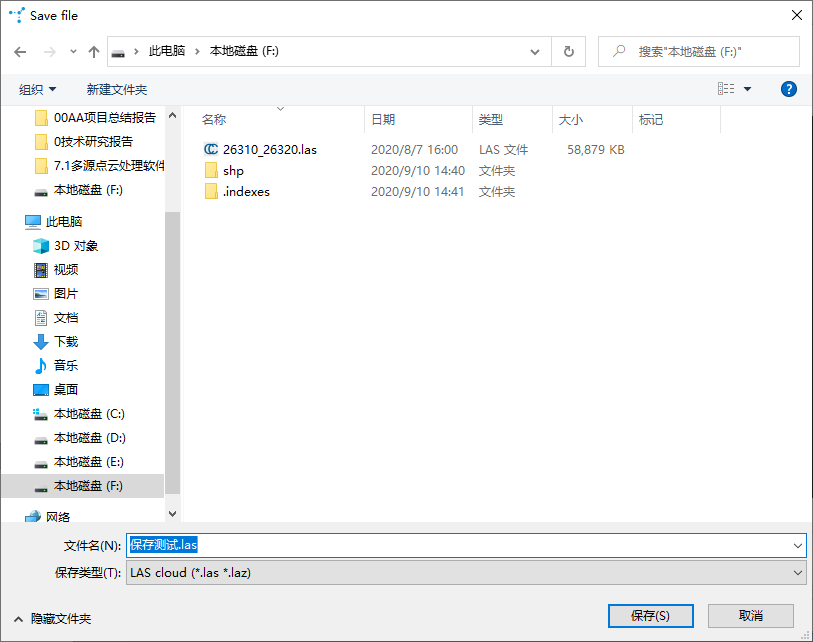 Save file
此电脑 › 本地磁盘 (F:)
搜索"本地磁盘 (F:)"
组织 新建文件夹
00AA项目总结报告
0技术研究报告
7.1多源点云处理软件
本地磁盘 (F:)
此电脑
3D 对象
视频
图片
文档
下载
音乐
桌面
本地磁盘 (C:)
本地磁盘 (D:)
本地磁盘 (E:)
本地磁盘 (F:)
网络
名称 日期 类型 大小 标记
26310_26320.las 2020/8/7 16:00 LAS 文件 58,879 KB
shp 2020/9/10 14:40 文件夹
.indexes 2020/9/10 14:41 文件夹
文件名(N): 保存测试.las
保存类型(T): LAS cloud (*.las *.laz)
隐藏文件夹 保存(S) 取消